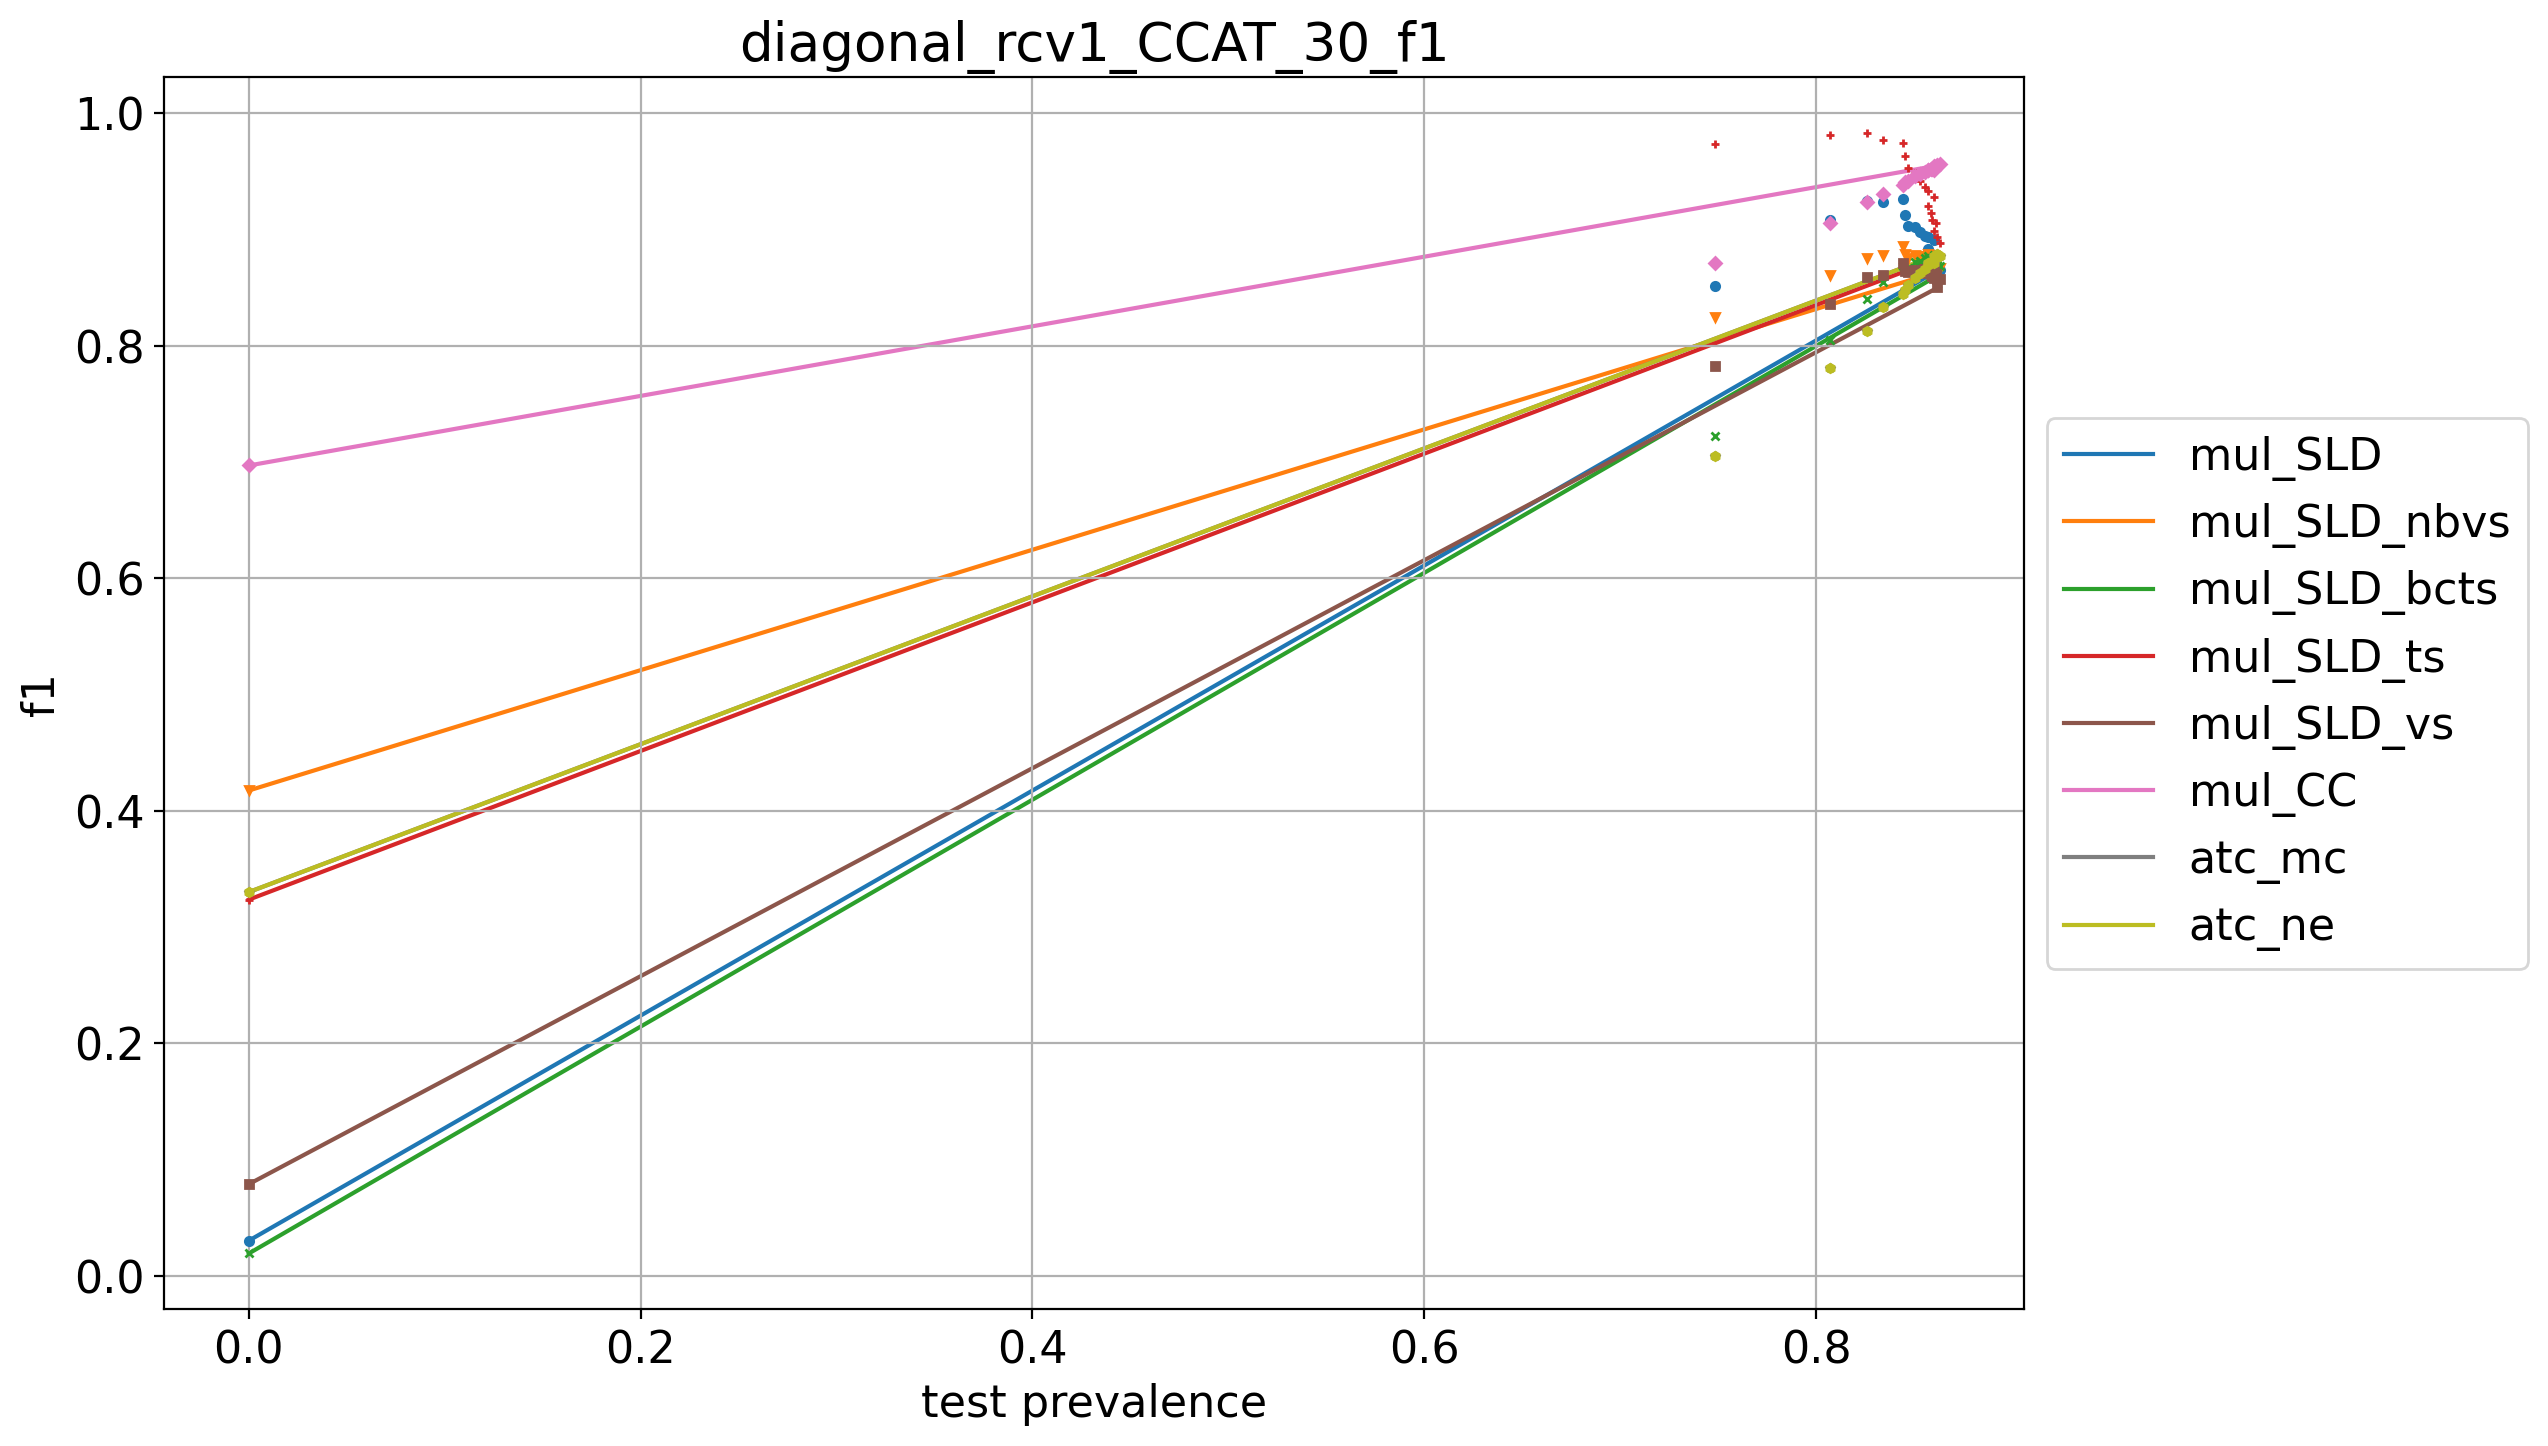 diagonal_rcv1_CCAT_30_f1
1.0
0.8
0.6
0.4
0.2
0.0
f1
0.0 0.2 0.4 0.6 0.8
test prevalence
mul_SLD
mul_SLD_nbvs
mul_SLD_bcts
mul_SLD_ts
mul_SLD_vs
mul_CC
atc_mc
atc_ne